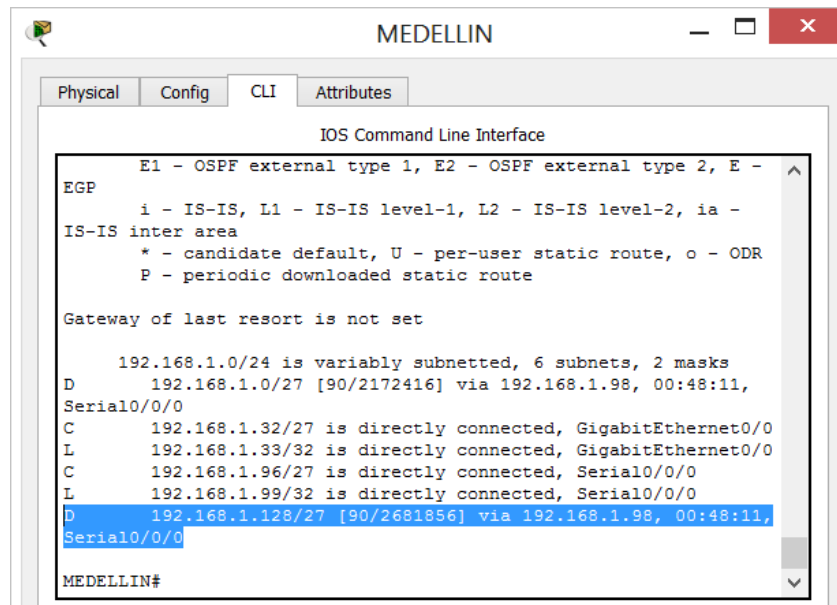 MEDELLIN
Physical Config CLI Attributes
IOS Command Line Interface
E1 - OSPF external type 1, E2 - OSPF external type 2, E -
EGP
i - IS-IS, L1 - IS-IS level-1, L2 - IS-IS level-2, ia -
IS-IS inter area
* - candidate default, U - per-user static route, o - ODR
P - periodic downloaded static route
Gateway of last resort is not set
192.168.1.0/24 is variably subnetted, 6 subnets, 2 masks
D 192.168.1.0/27 [90/2172416] via 192.168.1.98, 00:48:11,
Serial0/0/0
C 192.168.1.32/27 is directly connected, GigabitEthernet0/0
L 192.168.1.33/32 is directly connected, GigabitEthernet0/0
C 192.168.1.96/27 is directly connected, Serial0/0/0
L 192.168.1.99/32 is directly connected, Serial0/0/0
D 192.168.1.128/27 [90/2681856] via 192.168.1.98, 00:48:11,
Serial0/0/0
MEDELLIN#